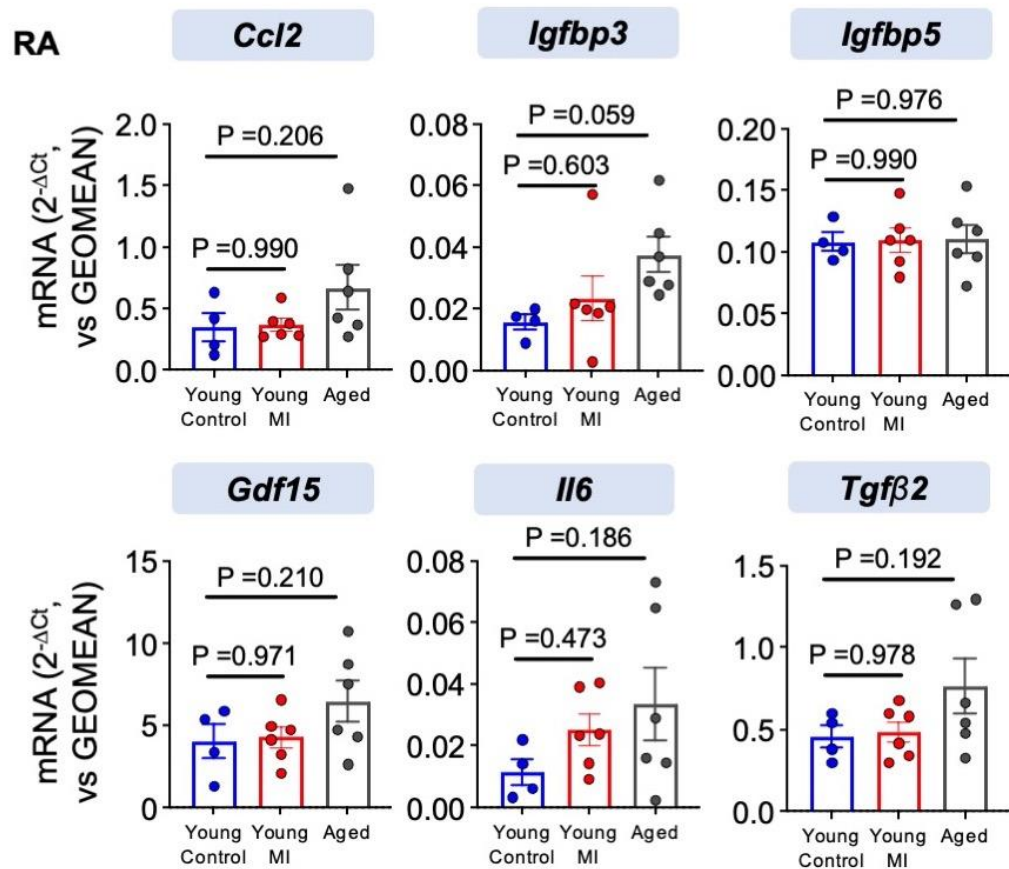 RA
Ccl2
mRNA (2-ΔCt,
vs GEOMEAN)
2.0
1.5
1.0
0.5
0.0
P =0.206
P =0.990
Young
Control
Young
MI
Aged
Igfbp3
0.08
0.06
0.04
0.02
0.00
P =0.059
P =0.603
Young
Control
Young
MI
Aged
Igfbp5
0.20
0.15
0.10
0.05
0.00
P =0.976
P =0.990
Young
Control
Young
MI
Aged
Gdf15
mRNA (2-ΔCt,
vs GEOMEAN)
15
10
5
0
P =0.210
P =0.971
Young
Control
Young
MI
Aged
Il6
0.08
0.06
0.04
0.02
0.00
P =0.186
P =0.473
Young
Control
Young
MI
Aged
Tgfβ2
1.5
1.0
0.5
0.0
P =0.192
P =0.978
Young
Control
Young
MI
Aged